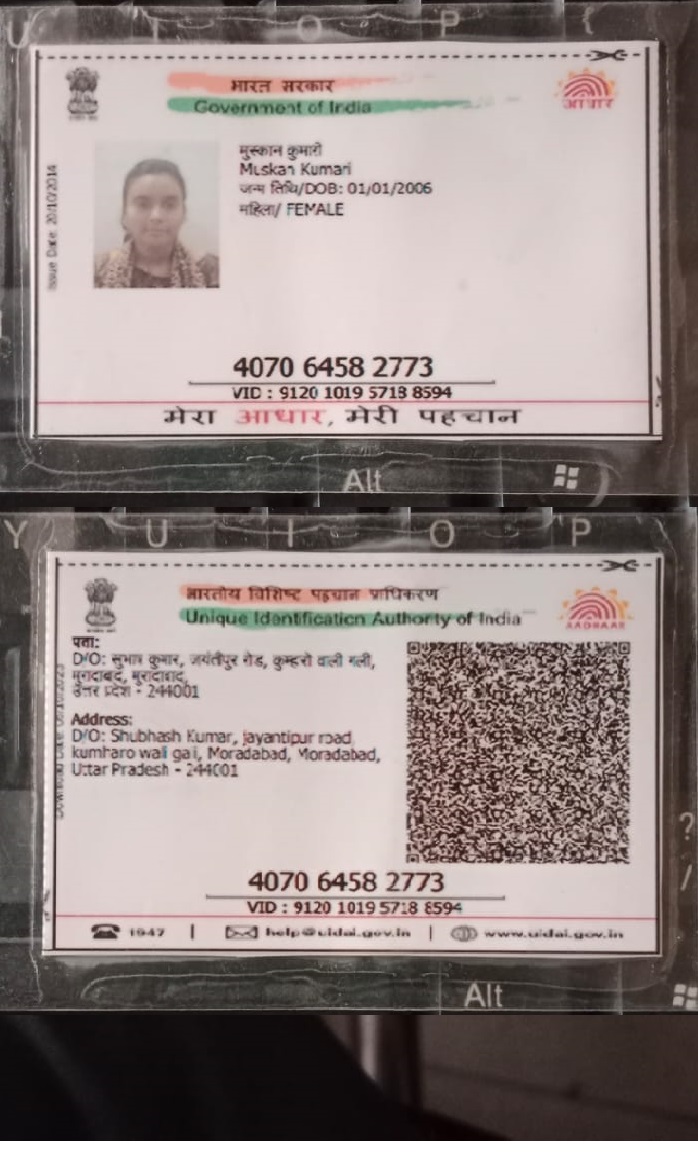 U I O P
भारत सरकार
Government of India
आधार
Issue Date: 20/10/2014
मुस्कान कुमारी
Muskan Kumari
जन्म तिथि/DOB: 01/01/2006
महिला/ FEMALE
4070 6458 2773
VID : 9120 1019 5718 8594
मेरा आधार, मेरी पहचान
Alt
Y U I O P
भारतीय विशिष्ट पहचान प्राधिकरण
Unique Identification Authority of India
AADHAAR
पता:
D/O: सुभाष कुमार, जयंतीपुर रोड, कुम्हारो वाली गली,
मुरादाबाद, मुरादाबाद,
उत्तर प्रदेश - 244001
Address:
D/O: Shubhash Kumar, jayantipur road,
kumharo wali gali, Moradabad, Moradabad,
Uttar Pradesh - 244001
Download Date:
4070 6458 2773
VID : 9120 1019 5718 8594
1947 | help@uidai.gov.in | www.uidai.gov.in
?
/
Alt